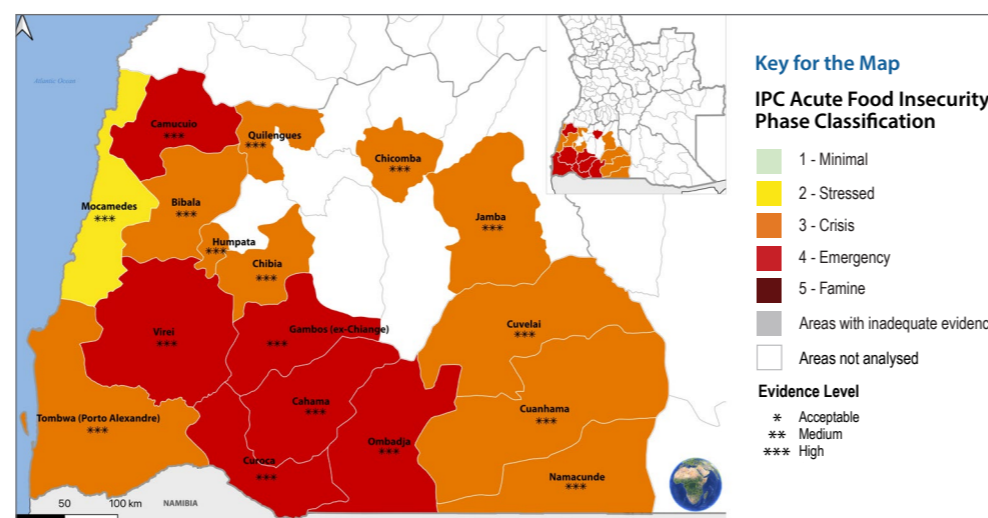 Atlantic Ocean
Camucuio
***
Quilengues
***
Chicomba
***
Mocamedes
***
Bibala
***
Jamba
***
Humpata
***
Chibia
***
Virei
***
Gambos (ex-Chiange)
***
Cuvelai
***
Cahama
***
Tombwa (Porto Alexandre)
***
Cuanhama
***
Ombadja
***
Curoca
***
Namacunde
***
50 100 km
NAMIBIA
Key for the Map
IPC Acute Food Insecurity
Phase Classification
1 - Minimal
2 - Stressed
3 - Crisis
4 - Emergency
5 - Famine
Areas with inadequate evidenc
Areas not analysed
Evidence Level
* Acceptable
** Medium
*** High